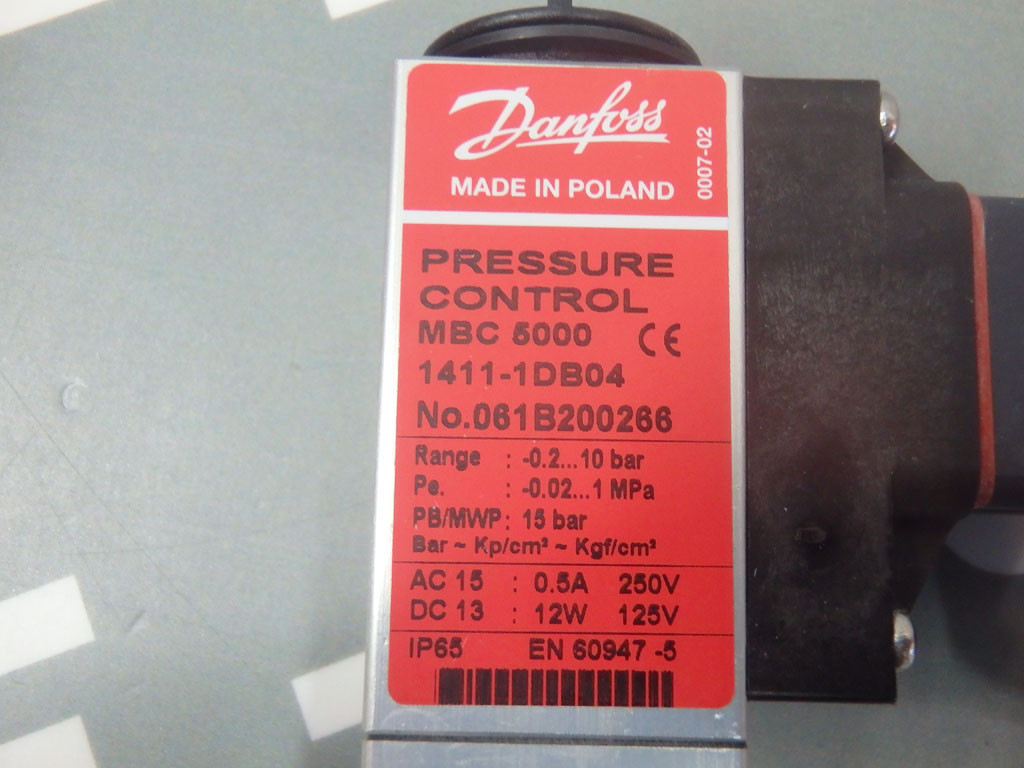 Danfoss
MADE IN POLAND
0007-02
PRESSURE
CONTROL
MBC 5000 CE
1411-1DB04
No.061B200266
Range : -0.2...10 bar
Pe. : -0.02...1 MPa
PB/MWP: 15 bar
Bar ~ Kp/cm² ~ Kgf/cm²
AC 15 : 0.5A 250V
DC 13 : 12W 125V
IP65 EN 60947 -5